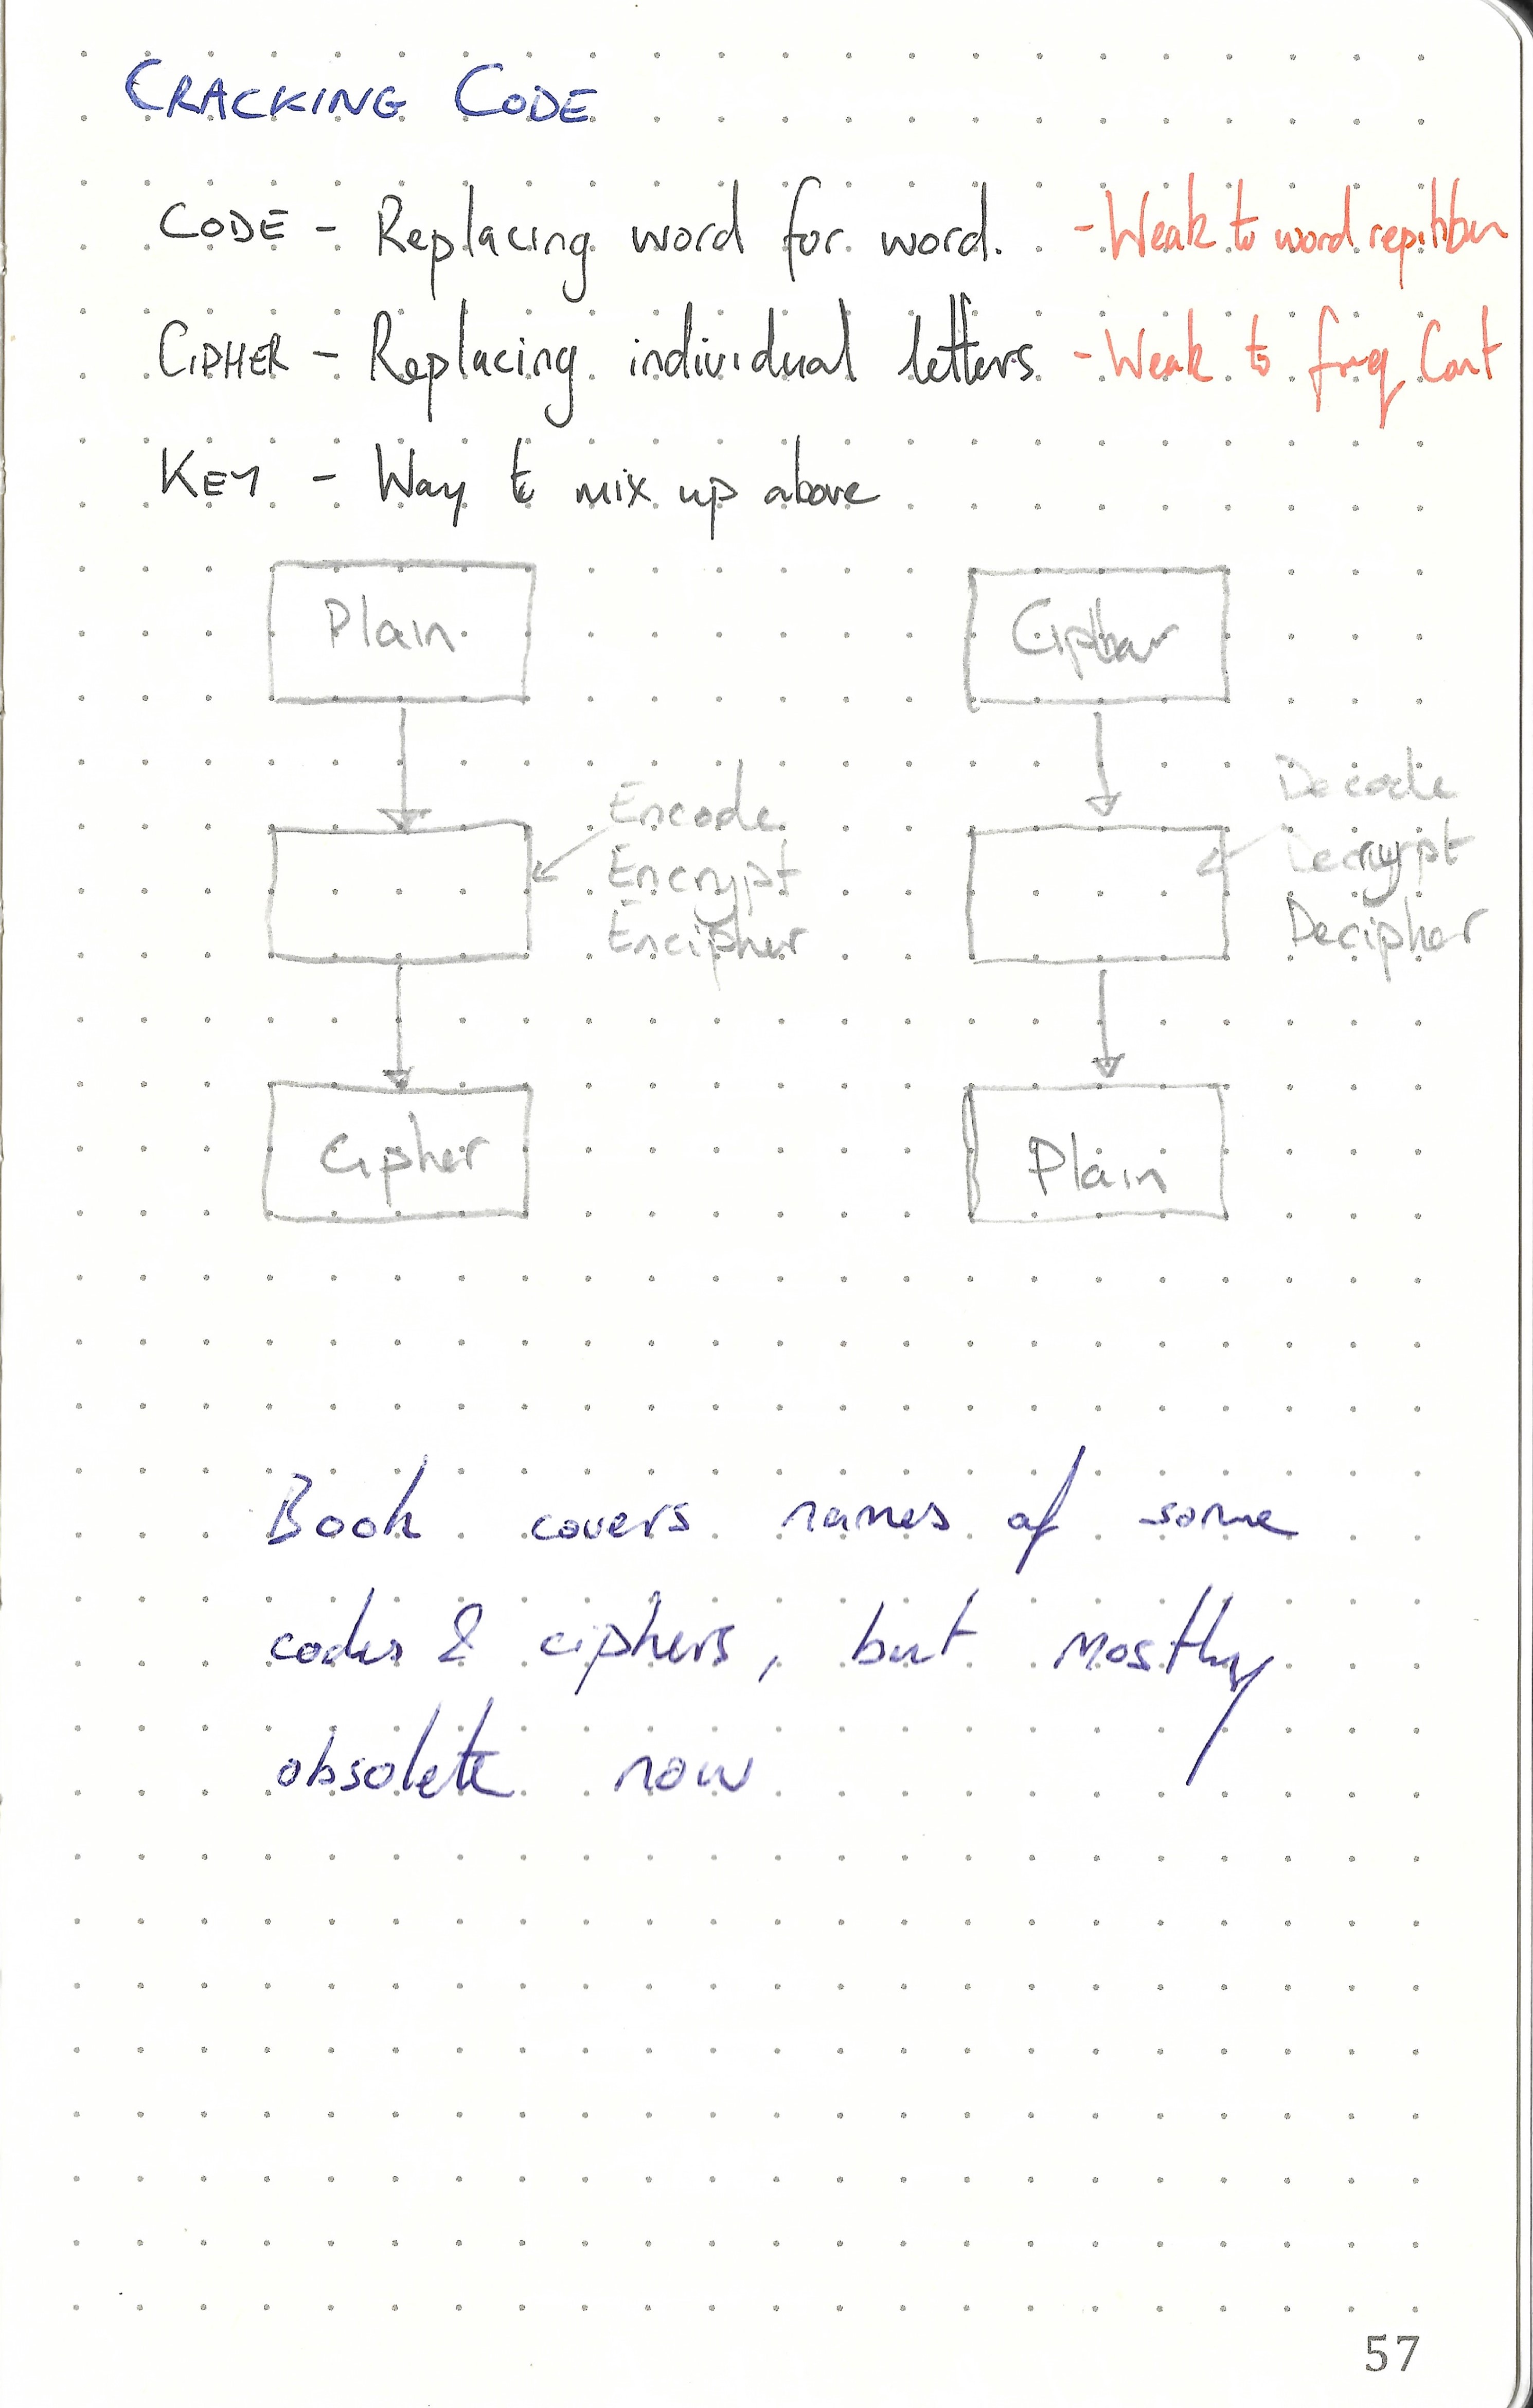 CRACKING CODE
CODE - Replacing word for word. - Weak to word repitition
CIPHER - Replacing individual letters - Weak to freq
KEY - Way to mix up above
Plain
Cipher
Encode
Encrypt
Encipher
Decode
Decrypt
Decipher
Cipher
Plain
Book covers names of some
codes & ciphers, but mostly
obsolete now
57